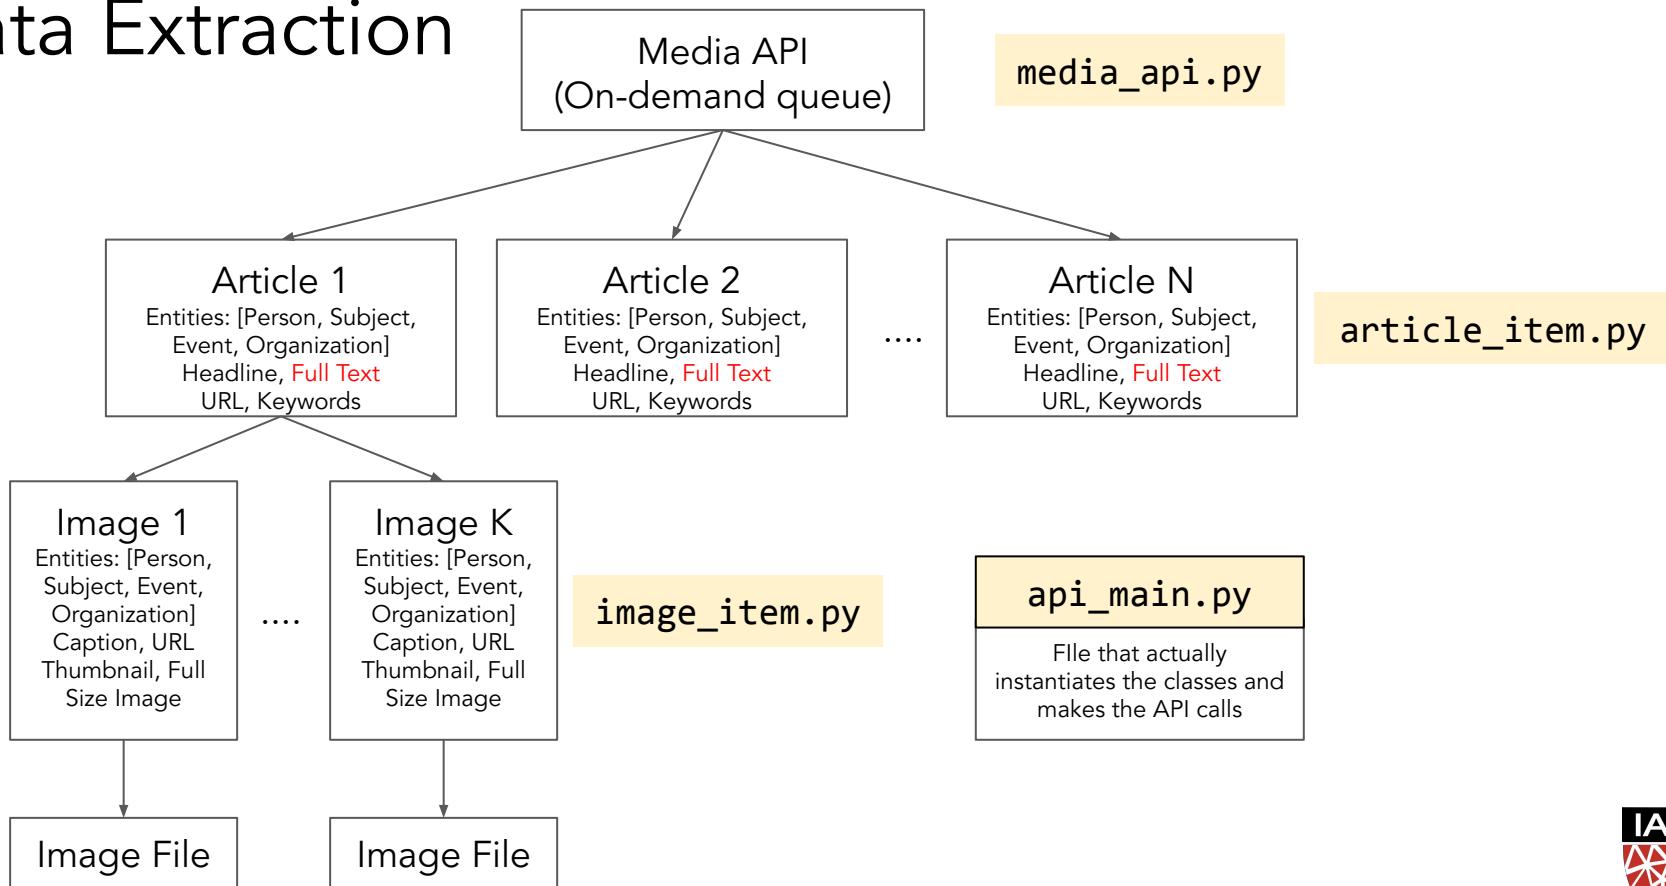 ata Extraction
Media API
(On-demand queue)
media_api.py
Article 1
Entities: [Person, Subject,
Event, Organization]
Headline, Full Text
URL, Keywords
Article 2
Entities: [Person, Subject,
Event, Organization]
Headline, Full Text
URL, Keywords
....
Article N
Entities: [Person, Subject,
Event, Organization]
Headline, Full Text
URL, Keywords
article_item.py
Image 1
Entities: [Person,
Subject, Event,
Organization]
Caption, URL
Thumbnail, Full
Size Image
....
Image K
Entities: [Person,
Subject, Event,
Organization]
Caption, URL
Thumbnail, Full
Size Image
image_item.py
api_main.py
FIle that actually
instantiates the classes and
makes the API calls
Image File
Image File
IA